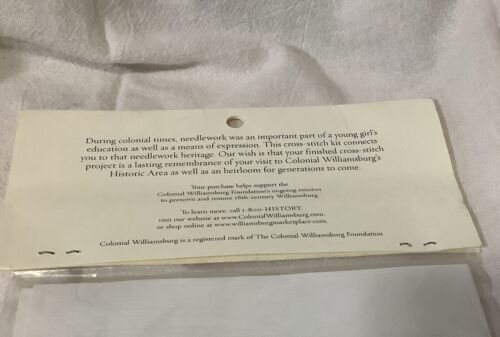 During colonial times, needlework was an important part of a young girl's
education as well as a means of expression. This cross-stitch kit connects
you to that needlework heritage. Our wish is that your finished cross-stitch
project is a lasting remembrance of your visit to Colonial Williamsburg's
Historic Area as well as an heirloom for generations to come.
Your purchase helps support the
Colonial Williamsburg Foundation's ongoing mission
to preserve and restore 18th-century Williamsburg.
To learn more, call 1-800-HISTORY,
visit our website at www.ColonialWilliamsburg.com,
or shop online at www.williamsburgmarketplace.com.
Colonial Williamsburg is a registered mark of The Colonial Williamsburg Foundation